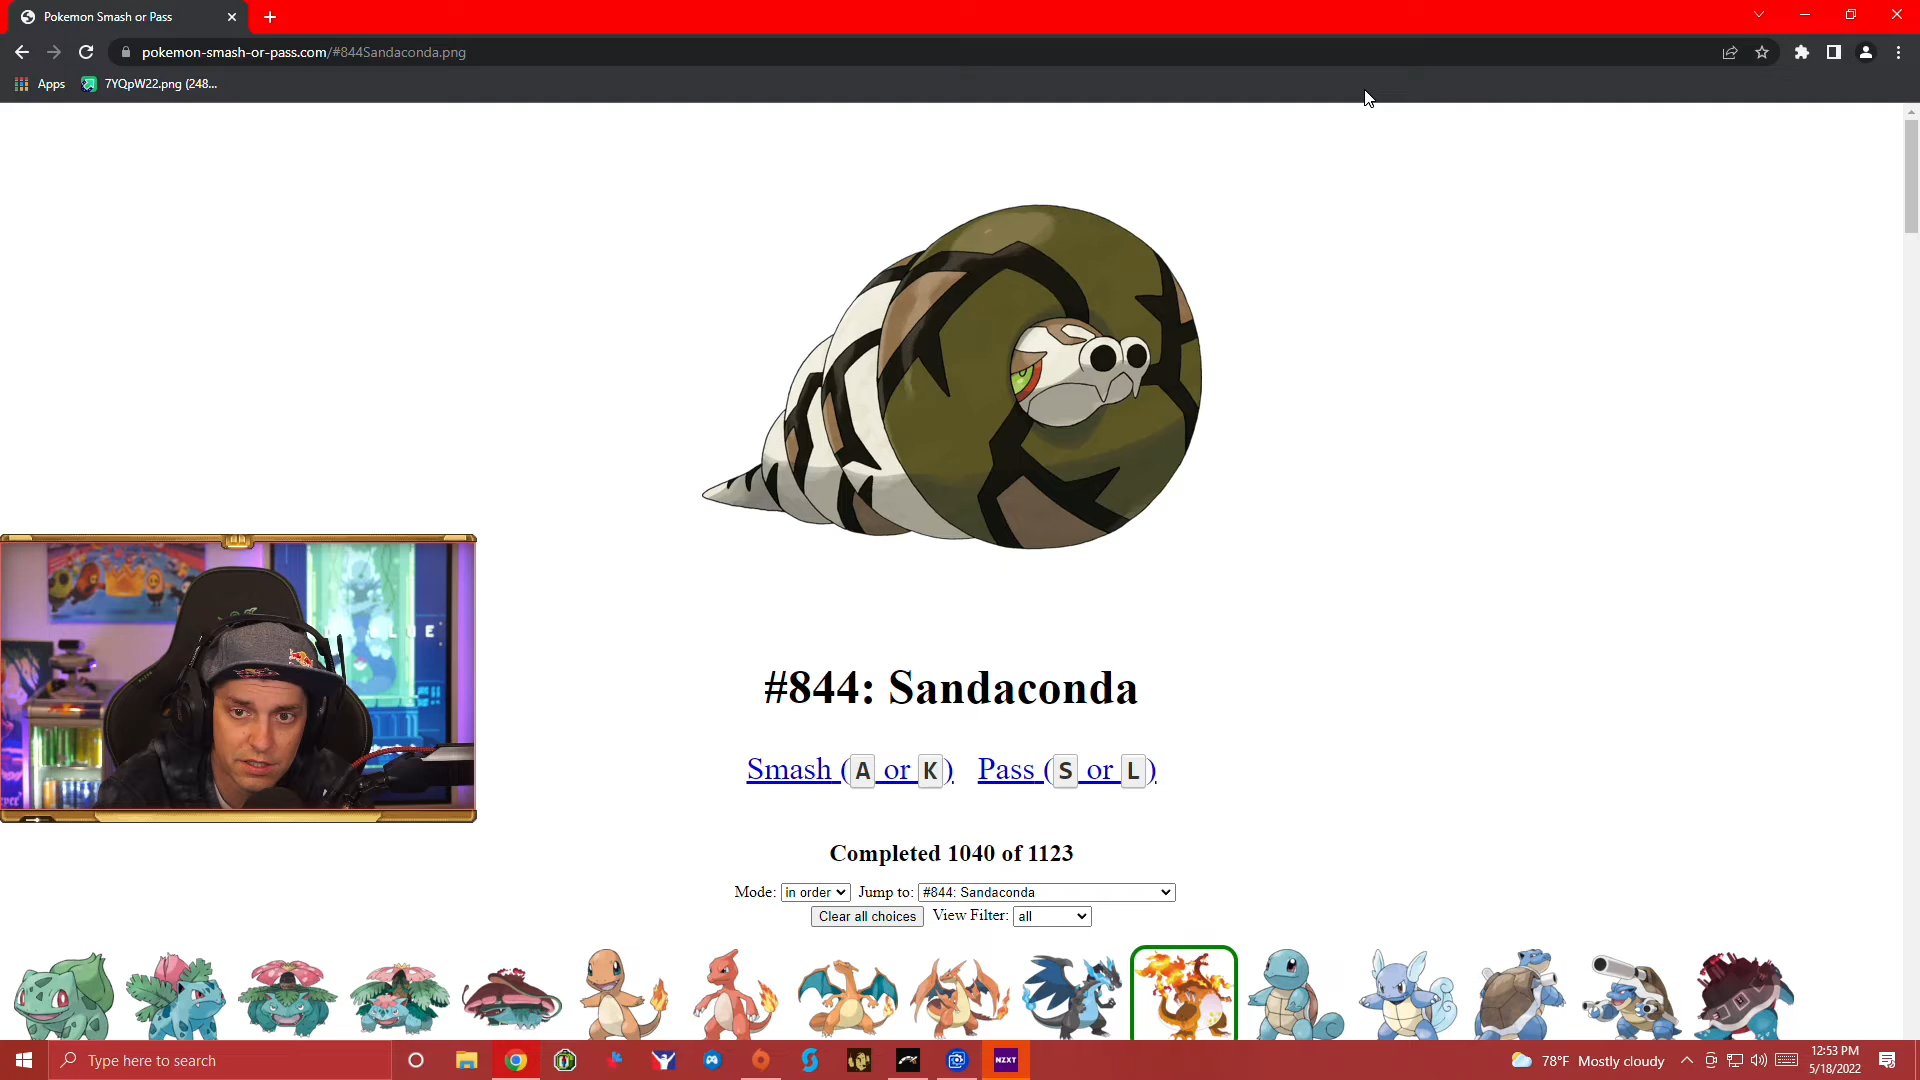 Pokemon Smash or Pass
pokemon-smash-or-pass.com/#844Sandaconda.png
Apps 7YQpW22.png (248...
BLUE
#844: Sandaconda
Smash (A or K) Pass (S or L)
Completed 1040 of 1123
Mode: in order Jump to: #844: Sandaconda
Clear all choices View Filter: all
Type here to search
NZXT
78°F Mostly cloudy
12:53 PM
5/18/2022